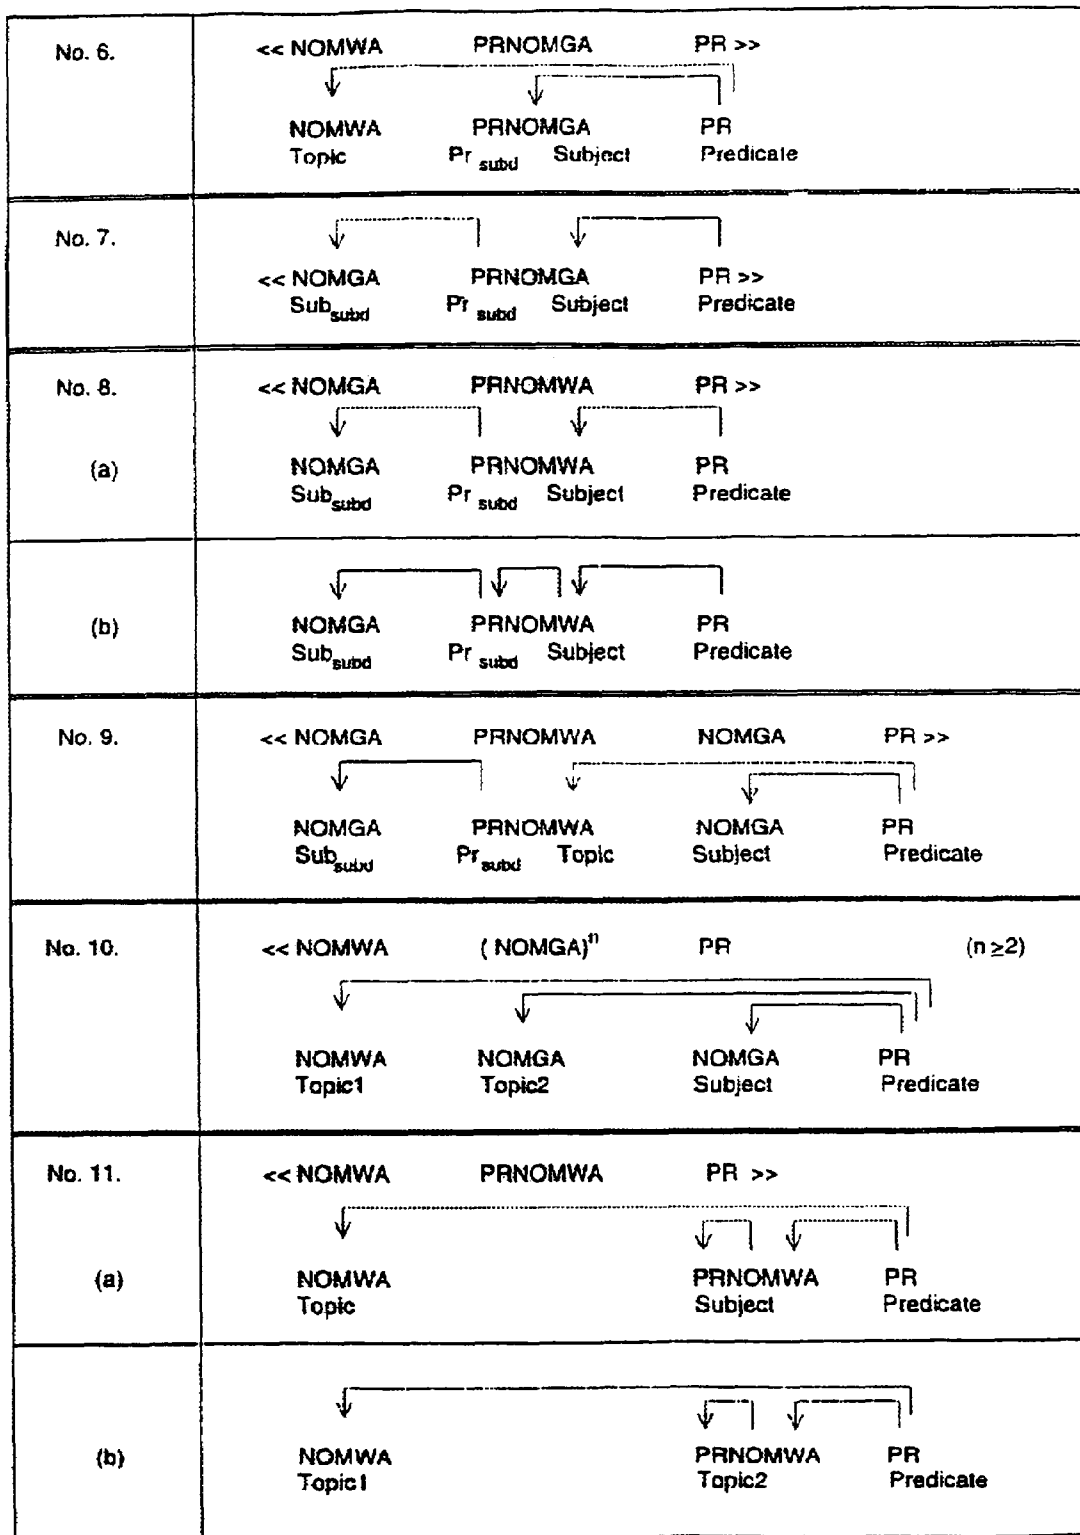 No. 6. << NOMWA PRNOMGA PR >>
NOMWA PRNOMGA PR
Topic Pr subd Subject Predicate
No. 7.
<< NOMGA PRNOMGA PR >>
Sub subd Pr subd Subject Predicate
No. 8. << NOMGA PRNOMWA PR >>
(a) NOMGA PRNOMWA PR
Sub subd Pr subd Subject Predicate
(b) NOMGA PRNOMWA PR
Sub subd Pr subd Subject Predicate
No. 9. << NOMGA PRNOMWA NOMGA PR >>
NOMGA PRNOMWA NOMGA PR
Sub subd Pr subd Topic Subject Predicate
No. 10. << NOMWA ( NOMGA)ⁿ PR (n ≥2)
NOMWA NOMGA NOMGA PR
Topic1 Topic2 Subject Predicate
No. 11. << NOMWA PRNOMWA PR >>
(a) NOMWA PRNOMWA PR
Topic Subject Predicate
(b) NOMWA PRNOMWA PR
Topic1 Topic2 Predicate